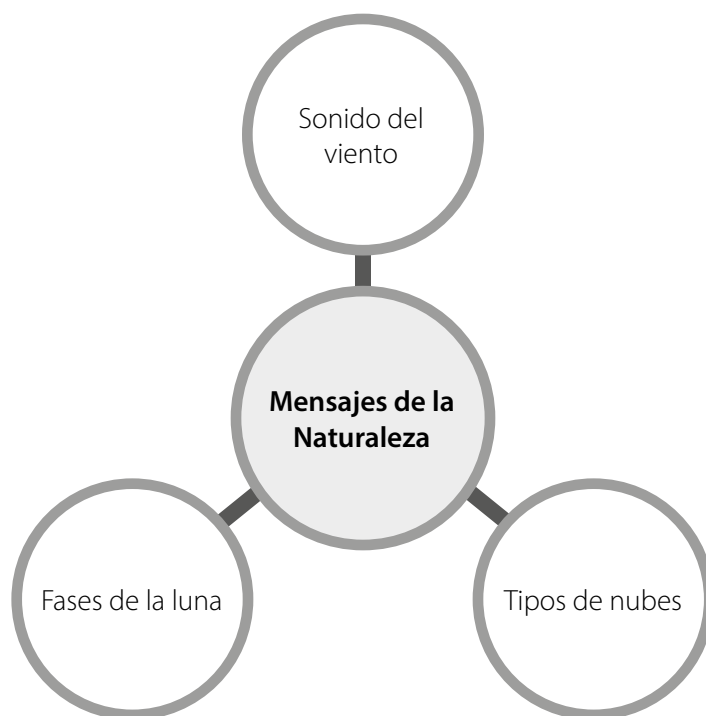 Sonido del
viento
Mensajes de la
Naturaleza
Fases de la luna
Tipos de nubes